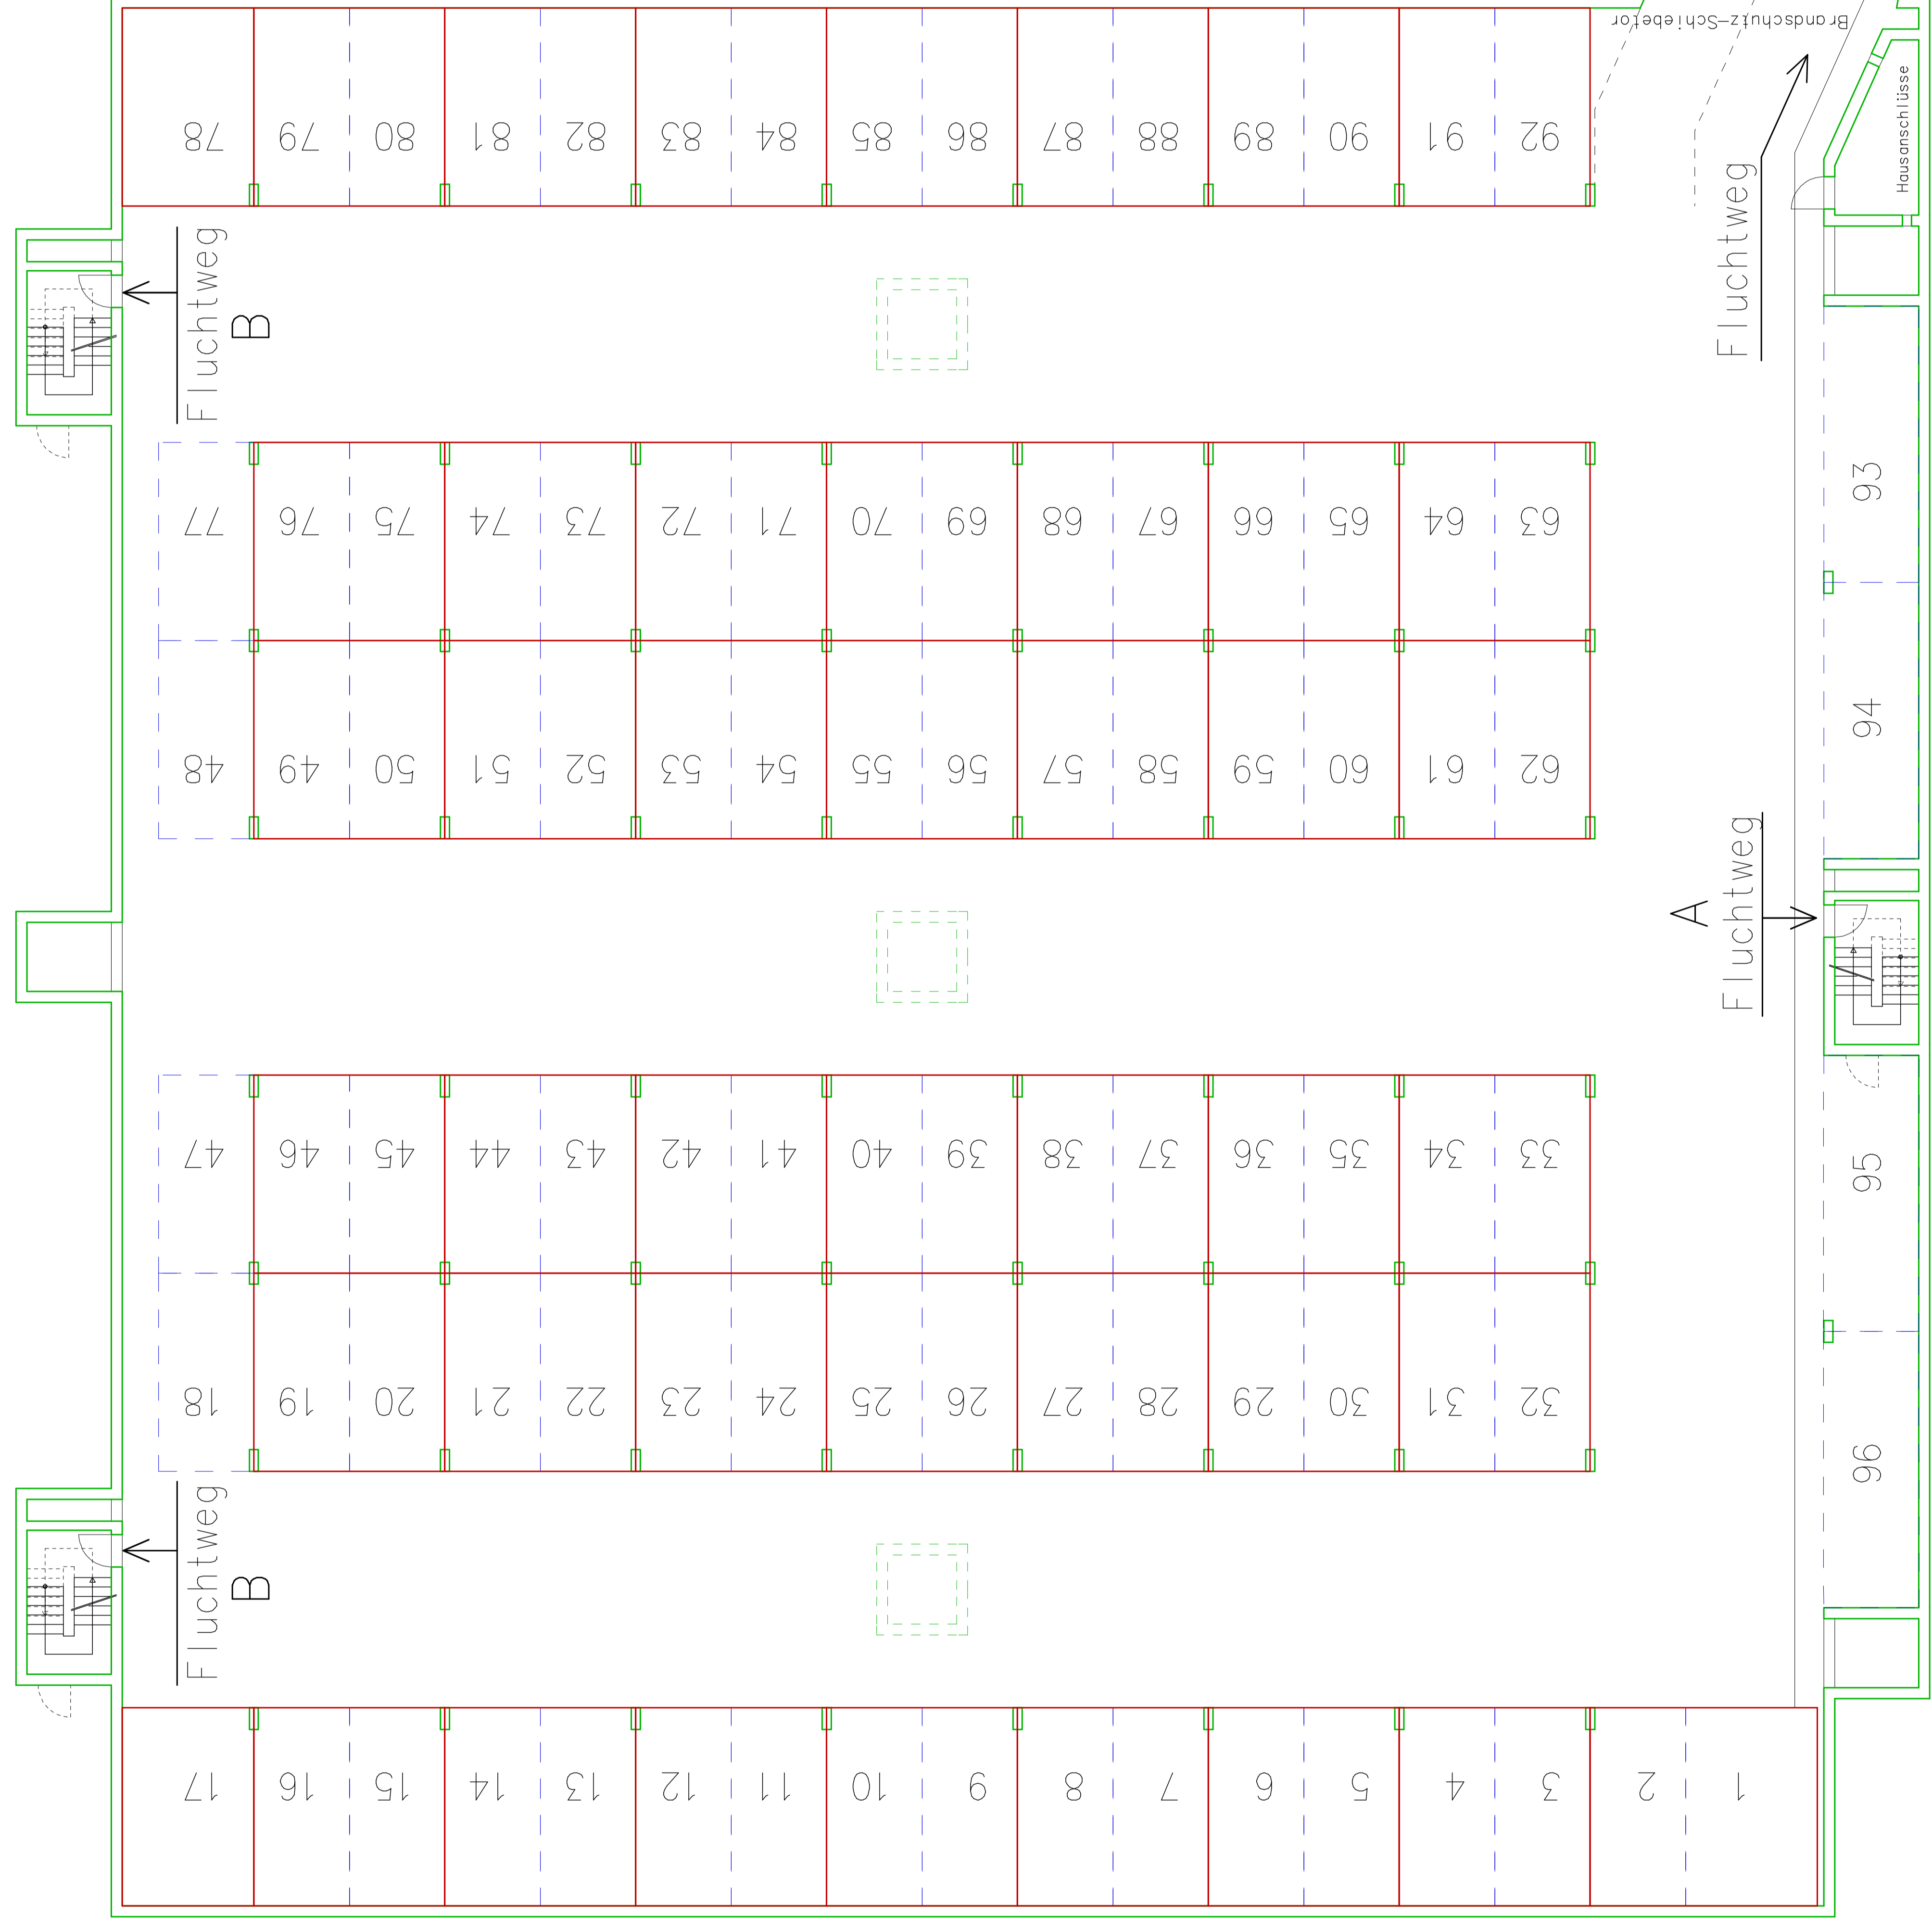 Brandschutz-Schiebetor
Hausanschlüsse
78 79 80 81 82 83 84 85 86 87 88 89 90 91 92
Fluchtweg
B
Fluchtweg
77 76 75 74 73 72 71 70 69 68 67 66 65 64 63
93
48 49 50 51 52 53 54 55 56 57 58 59 60 61 62
94
A
Fluchtweg
47 46 45 44 43 42 41 40 39 38 37 36 35 34 33
95
18 19 20 21 22 23 24 25 26 27 28 29 30 31 32
96
Fluchtweg
B
17 16 15 14 13 12 11 10 9 8 7 6 5 4 3 2 1